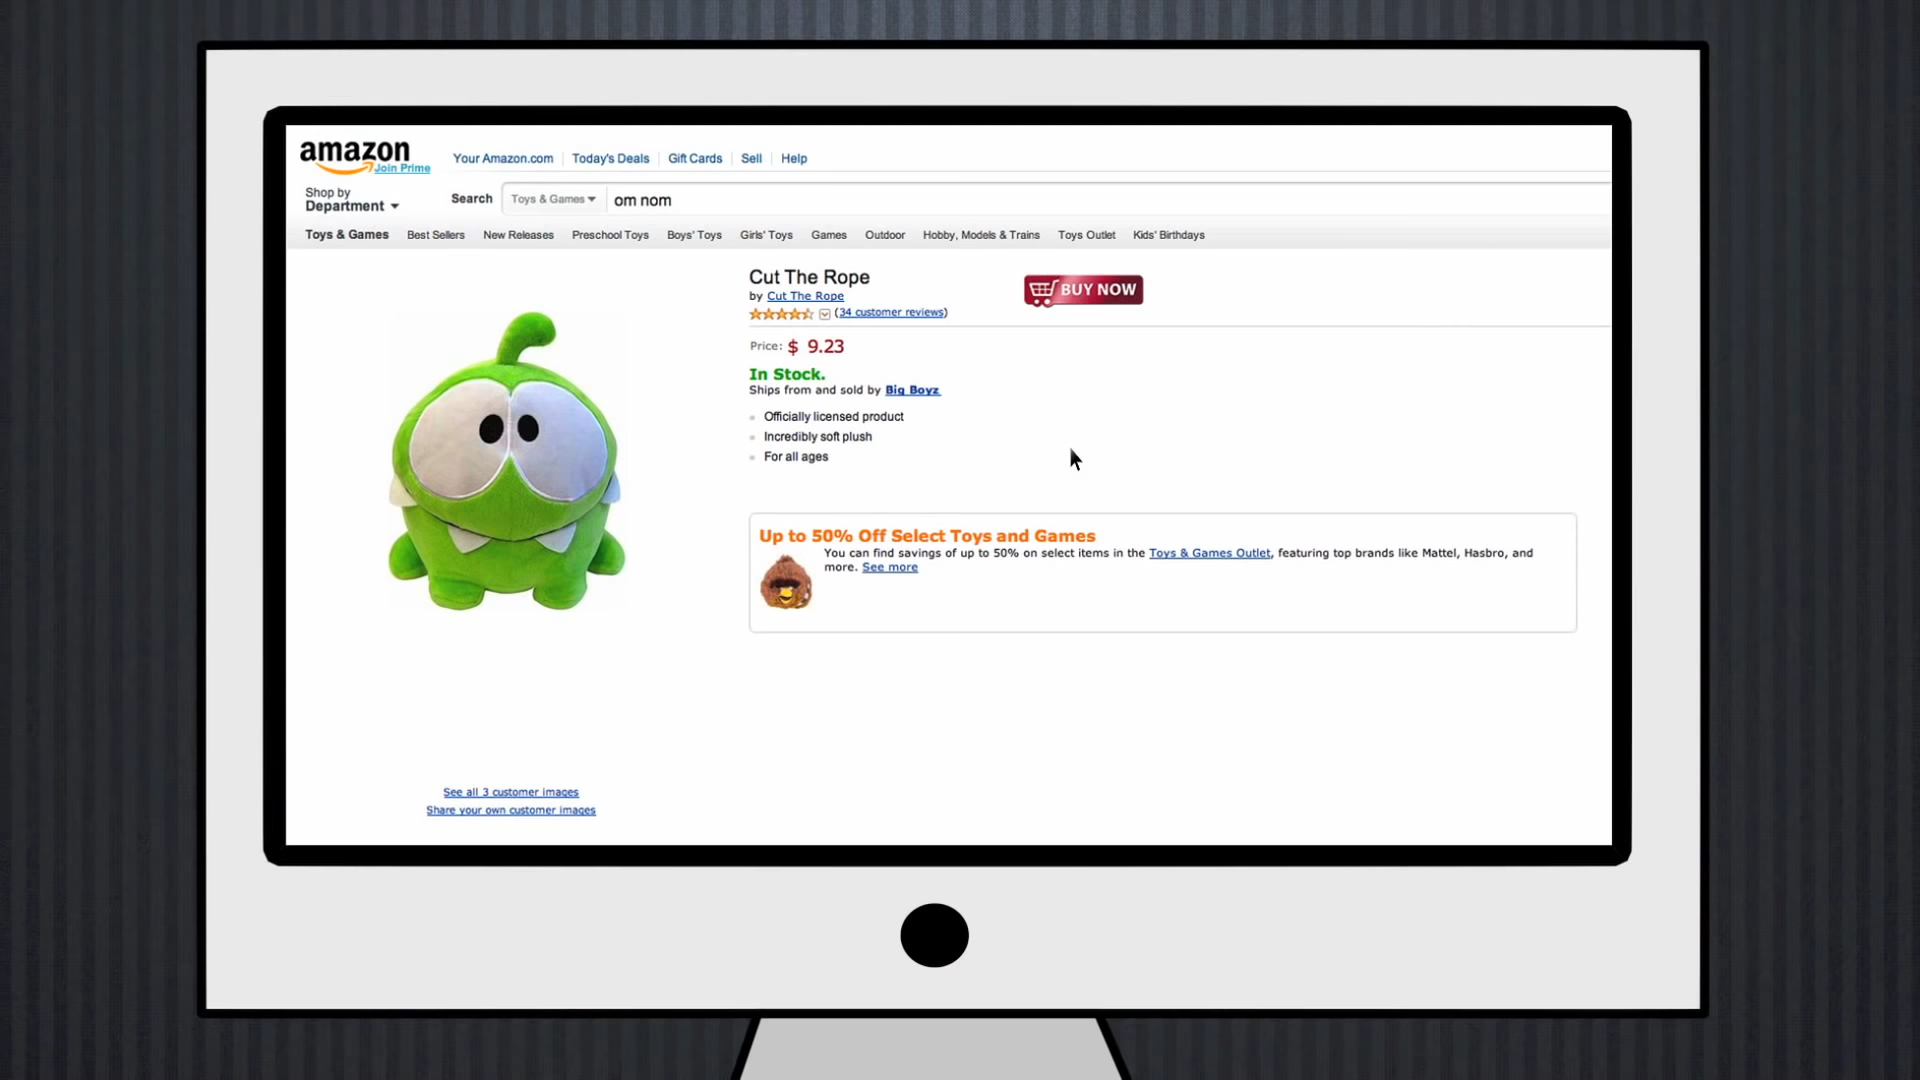 amazon
Join Prime
Your Amazon.com Today's Deals Gift Cards Sell Help
Shop by
Department
Search Toys & Games om nom
Toys & Games Best Sellers New Releases Preschool Toys Boys' Toys Girls' Toys Games Outdoor Hobby, Models & Trains Toys Outlet Kids' Birthdays
Cut The Rope
BUY NOW
by Cut The Rope
(34 customer reviews)
Price: $ 9.23
In Stock.
Ships from and sold by Big Boyz
Officially licensed product
Incredibly soft plush
For all ages
Up to 50% Off Select Toys and Games
You can find savings of up to 50% on select items in the Toys & Games Outlet, featuring top brands like Mattel, Hasbro, and
more. See more
See all 3 customer images
Share your own customer images